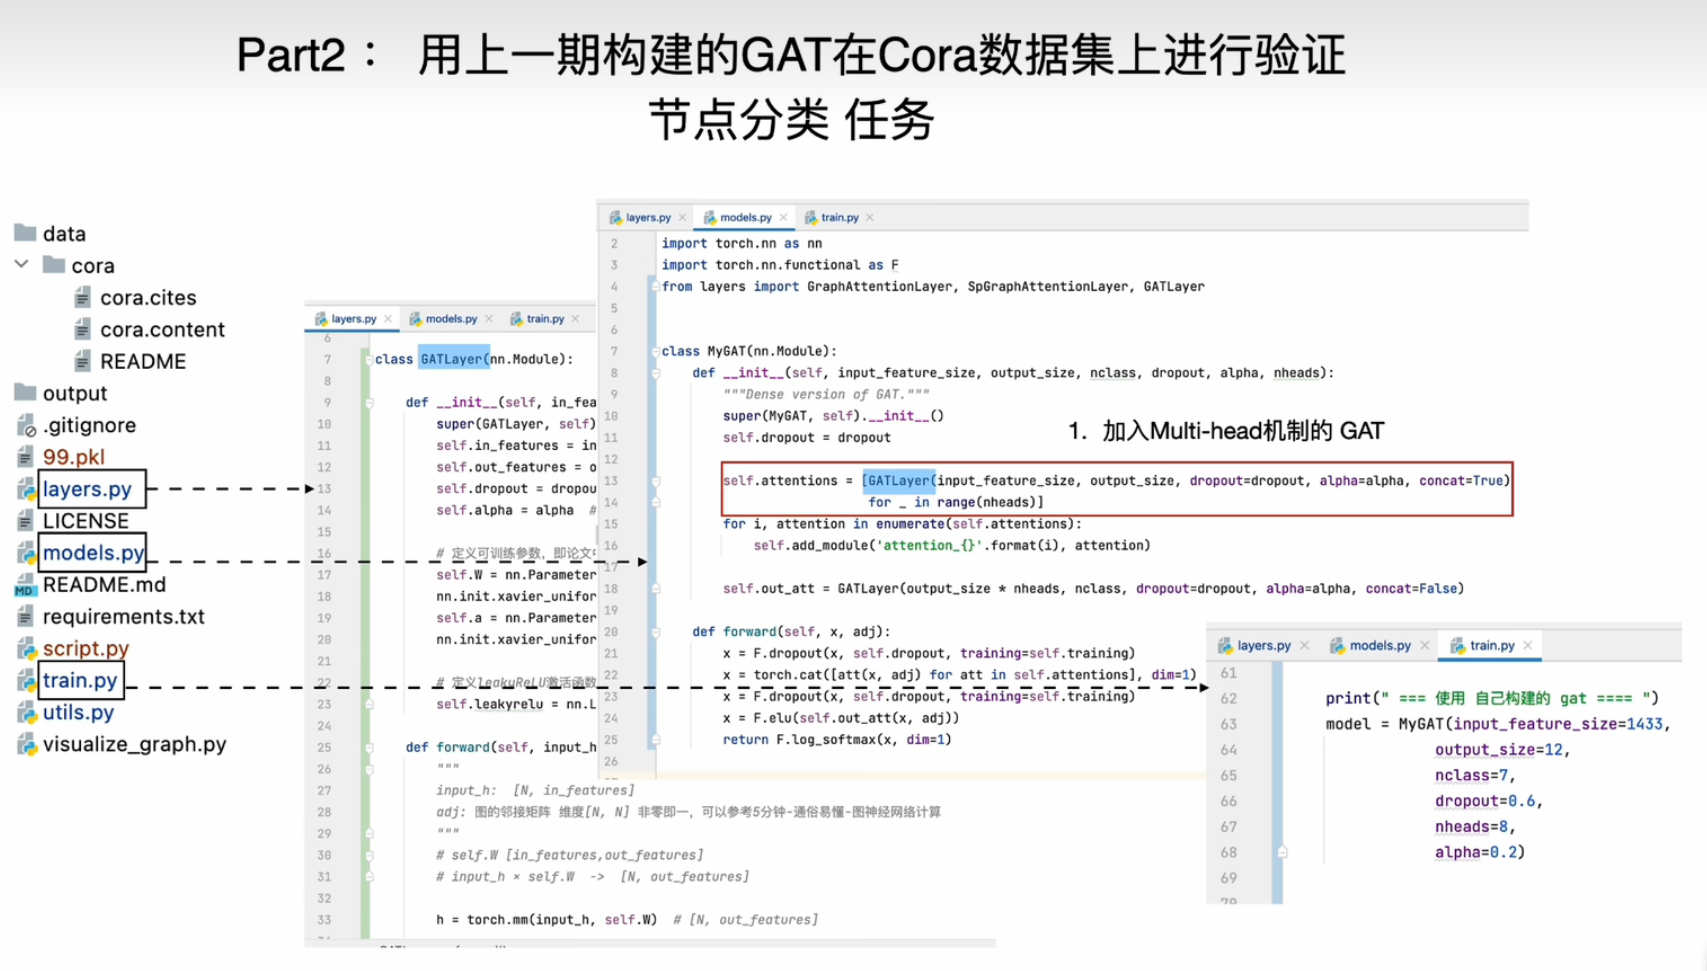 Part2： 用上一期构建的GAT在Cora数据集上进行验证
节点分类 任务
data
cora
cora.cites
cora.content
README
output
.gitignore
99.pkl
layers.py
LICENSE
models.py
MD README.md
requirements.txt
script.py
train.py
utils.py
visualize_graph.py
layers.py × models.py × train.py ×
6
7 class GATLayer(nn.Module):
8
9 def __init__(self, in_fea
10 super(GATLayer, self)
11 self.in_features = in
12 self.out_features = o
13 self.dropout = dropou
14 self.alpha = alpha #
15
16 # 定义可训练参数，即论文中
17 self.W = nn.Parameter
18 nn.init.xavier_unifor
19 self.a = nn.Parameter
20 nn.init.xavier_unifor
21
22 # 定义leakyReLU激活函数
23 self.leakyrelu = nn.L
24
25 def forward(self, input_h
26 """
27 input_h: [N, in_features]
28 adj: 图的邻接矩阵 维度[N, N] 非零即一，可以参考5分钟-通俗易懂-图神经网络计算
29 """
30 # self.W [in_features,out_features]
31 # input_h × self.W -> [N, out_features]
32
33 h = torch.mm(input_h, self.W) # [N, out_features]
layers.py × models.py × train.py ×
2 import torch.nn as nn
3 import torch.nn.functional as F
4 from layers import GraphAttentionLayer, SpGraphAttentionLayer, GATLayer
5
6
7 class MyGAT(nn.Module):
8 def __init__(self, input_feature_size, output_size, nclass, dropout, alpha, nheads):
9 """Dense version of GAT."""
10 super(MyGAT, self).__init__()
11 self.dropout = dropout
1. 加入Multi-head机制的 GAT
12
13 self.attentions = [GATLayer(input_feature_size, output_size, dropout=dropout, alpha=alpha, concat=True)
14 for _ in range(nheads)]
15 for i, attention in enumerate(self.attentions):
16 self.add_module('attention_{}'.format(i), attention)
17
18 self.out_att = GATLayer(output_size * nheads, nclass, dropout=dropout, alpha=alpha, concat=False)
19
20 def forward(self, x, adj):
21 x = F.dropout(x, self.dropout, training=self.training)
22 x = torch.cat([att(x, adj) for att in self.attentions], dim=1)
23 x = F.dropout(x, self.dropout, training=self.training)
24 x = F.elu(self.out_att(x, adj))
25 return F.log_softmax(x, dim=1)
26
layers.py × models.py × train.py ×
61
62 print(" === 使用 自己构建的 gat ==== ")
63 model = MyGAT(input_feature_size=1433,
64 output_size=12,
65 nclass=7,
66 dropout=0.6,
67 nheads=8,
68 alpha=0.2)
69